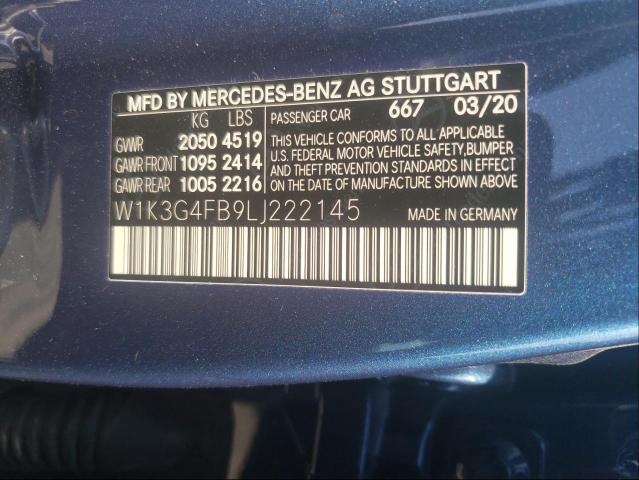 MFD BY MERCEDES-BENZ AG STUTTGART
KG LBS
PASSENGER CAR 667 03/20
GVWR 2050 4519
GAWR FRONT 1095 2414
GAWR REAR 1005 2216
THIS VEHICLE CONFORMS TO ALL APPLICABLE
U.S. FEDERAL MOTOR VEHICLE SAFETY,BUMPER
AND THEFT PREVENTION STANDARDS IN EFFECT
ON THE DATE OF MANUFACTURE SHOWN ABOVE.
W1K3G4FB9LJ222145
MADE IN GERMANY